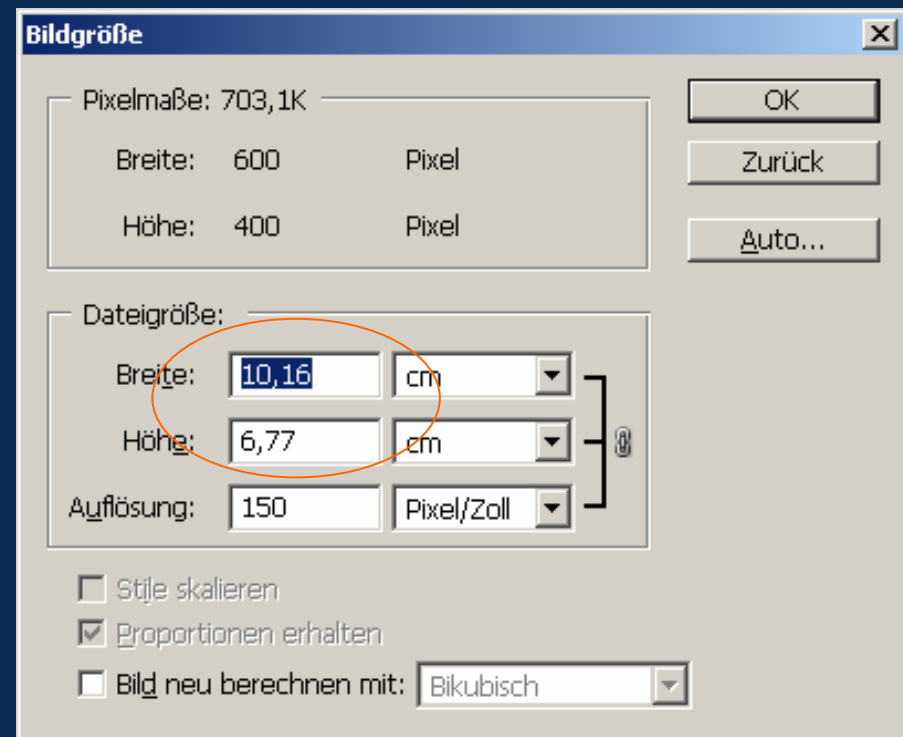 Bildgröße
Pixelmaße: 703,1K
OK
Breite: 600 Pixel
Zurück
Höhe: 400 Pixel
Auto...
Dateigröße:
Breite: 10,16 cm
Höhe: 6,77 cm
Auflösung: 150 Pixel/Zoll
Stile skalieren
Proportionen erhalten
Bild neu berechnen mit: Bikubisch